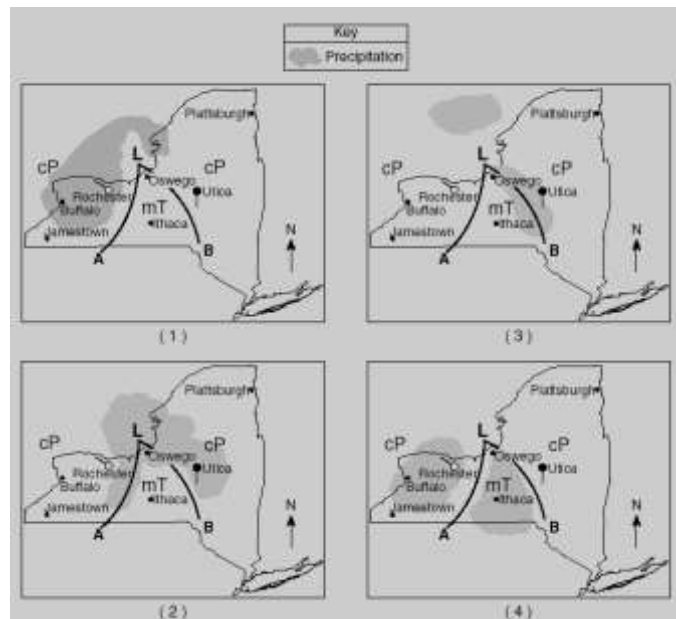 Key
Precipitation
Plattsburgh
cP
L
cP
Oswego
Utica
Rochester
Buffalo
mT
Ithaca
Jamestown
N
A
B
( 1 )
Plattsburgh
cP
L
cP
Oswego
Utica
Rochester
Buffalo
mT
Ithaca
Jamestown
N
A
B
( 3 )
Plattsburgh
cP
L
cP
Oswego
Utica
Rochester
Buffalo
mT
Ithaca
Jamestown
N
A
B
( 2 )
Plattsburgh
cP
L
cP
Oswego
Utica
Rochester
Buffalo
mT
Ithaca
Jamestown
N
A
B
( 4 )